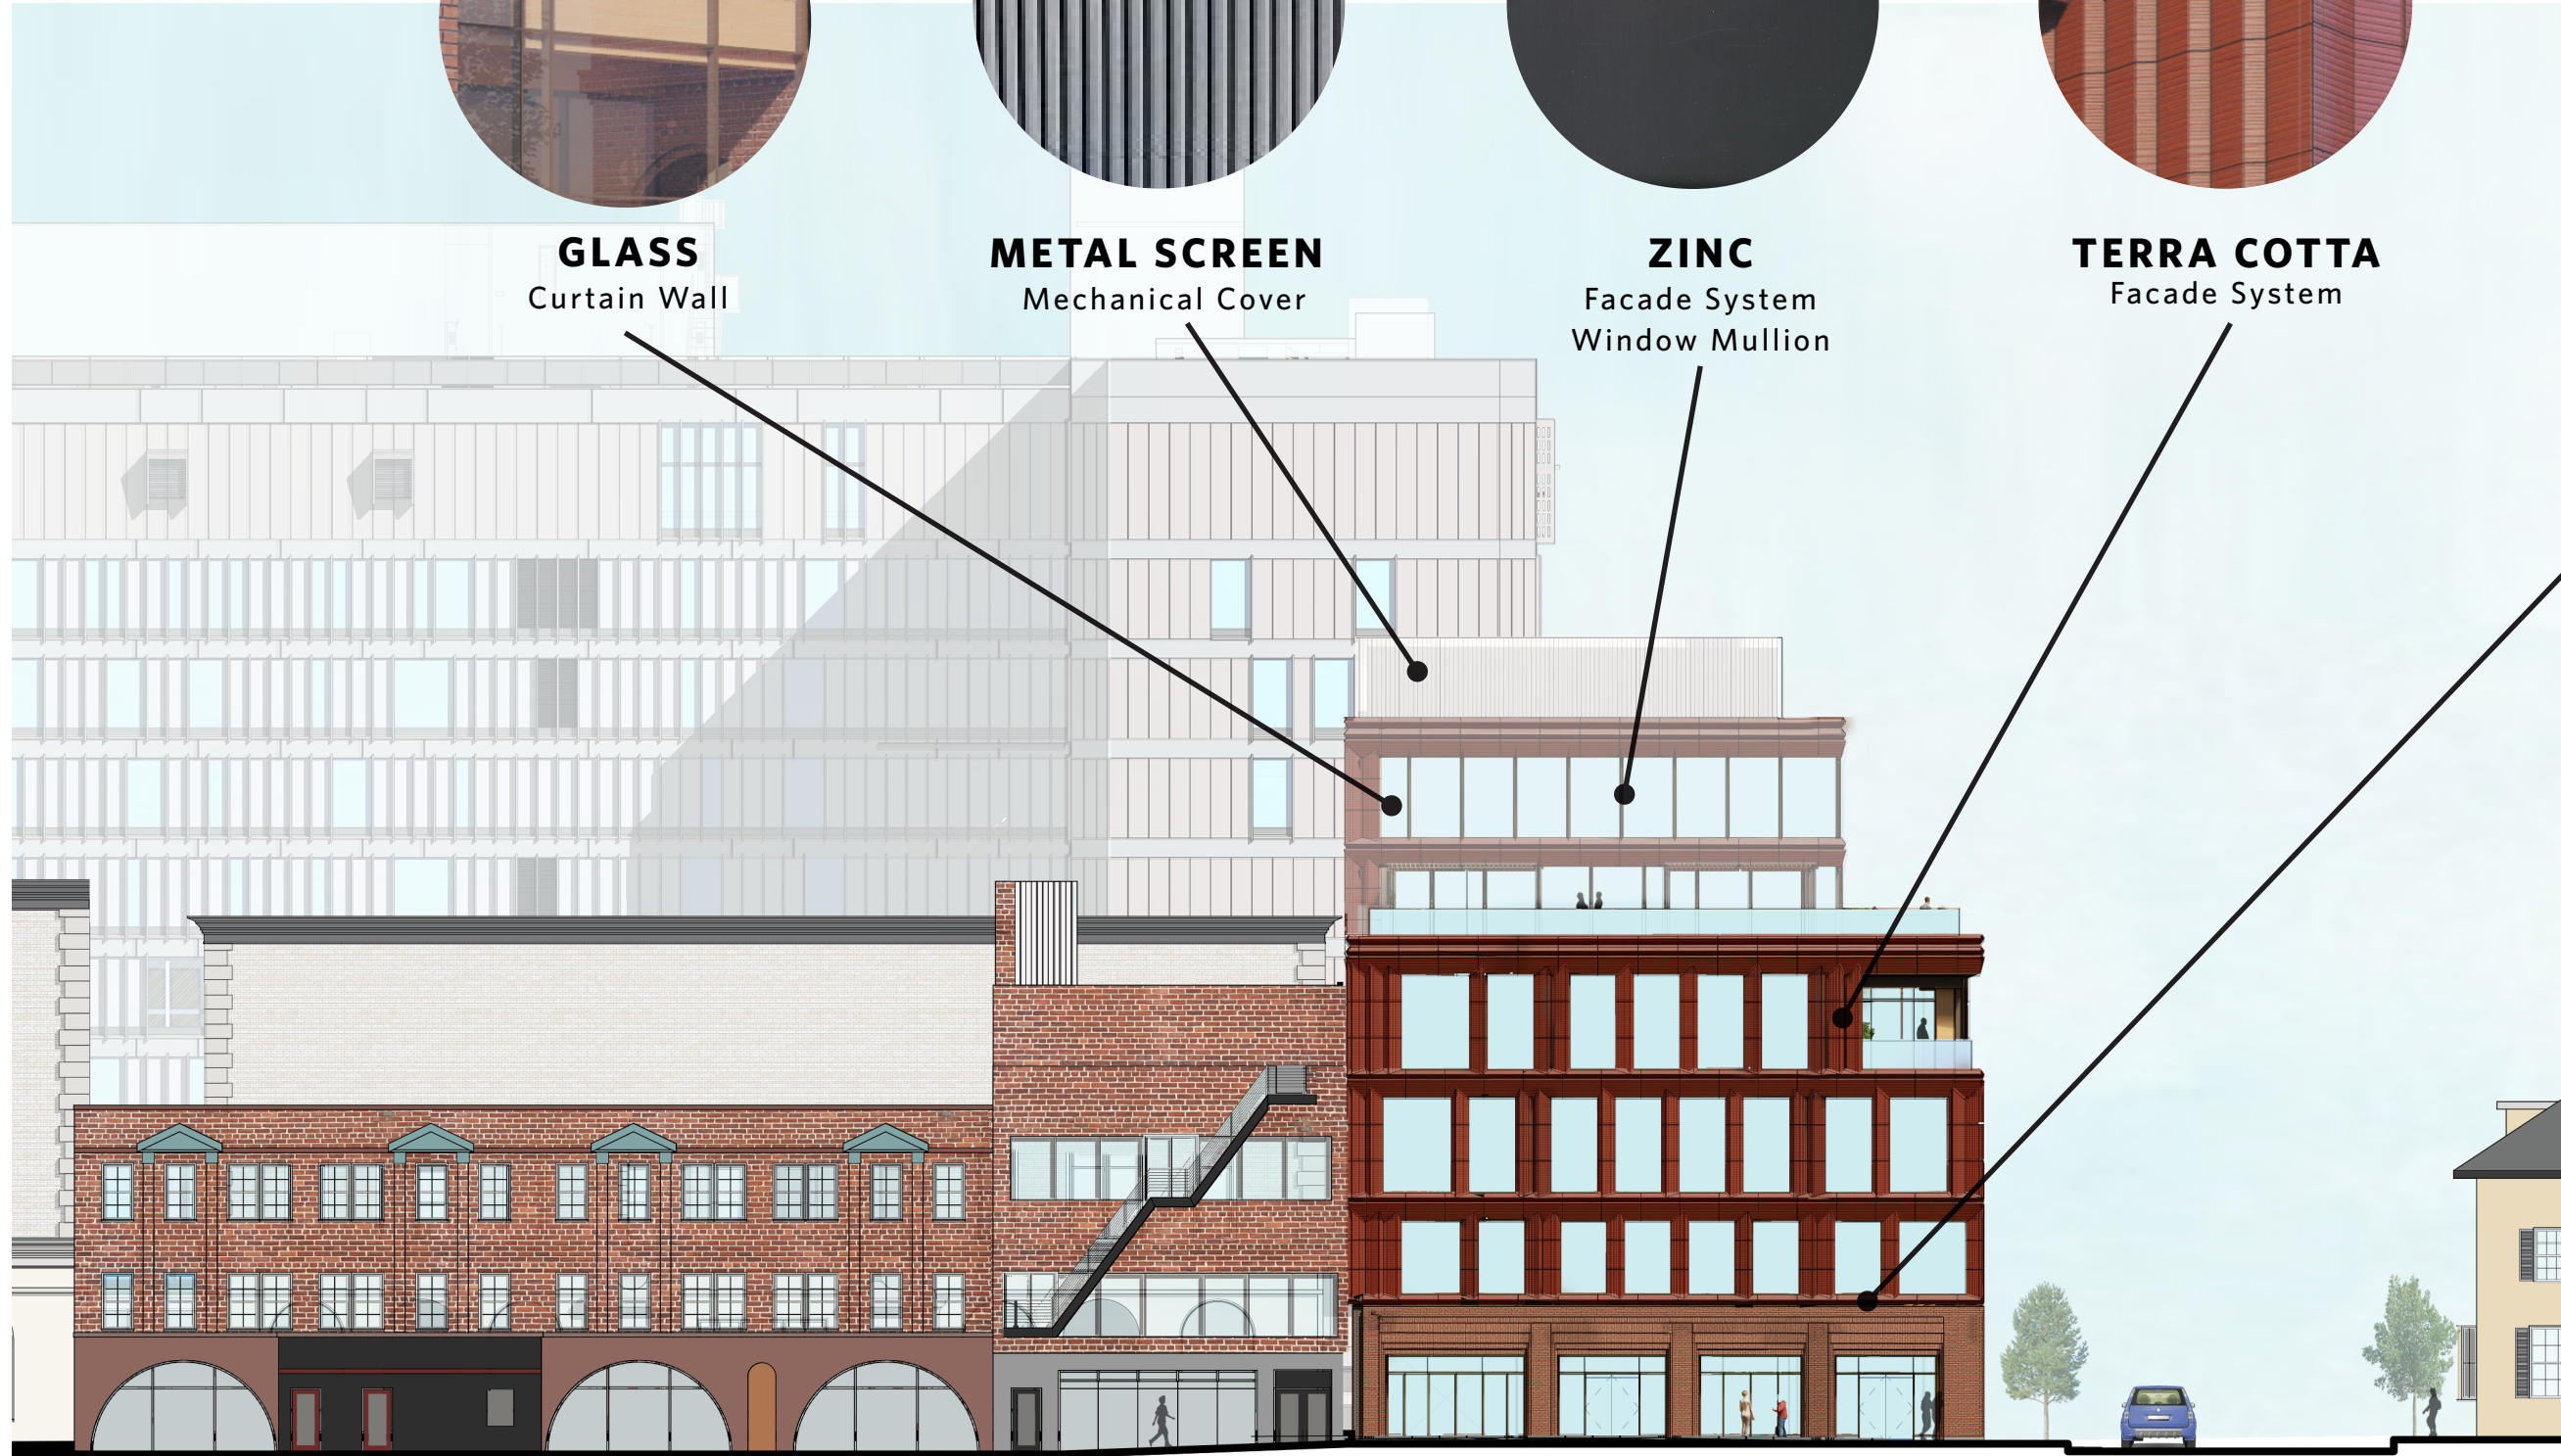 GLASS
Curtain Wall
METAL SCREEN
Mechanical Cover
ZINC
Facade System
Window Mullion
TERRA COTTA
Facade System